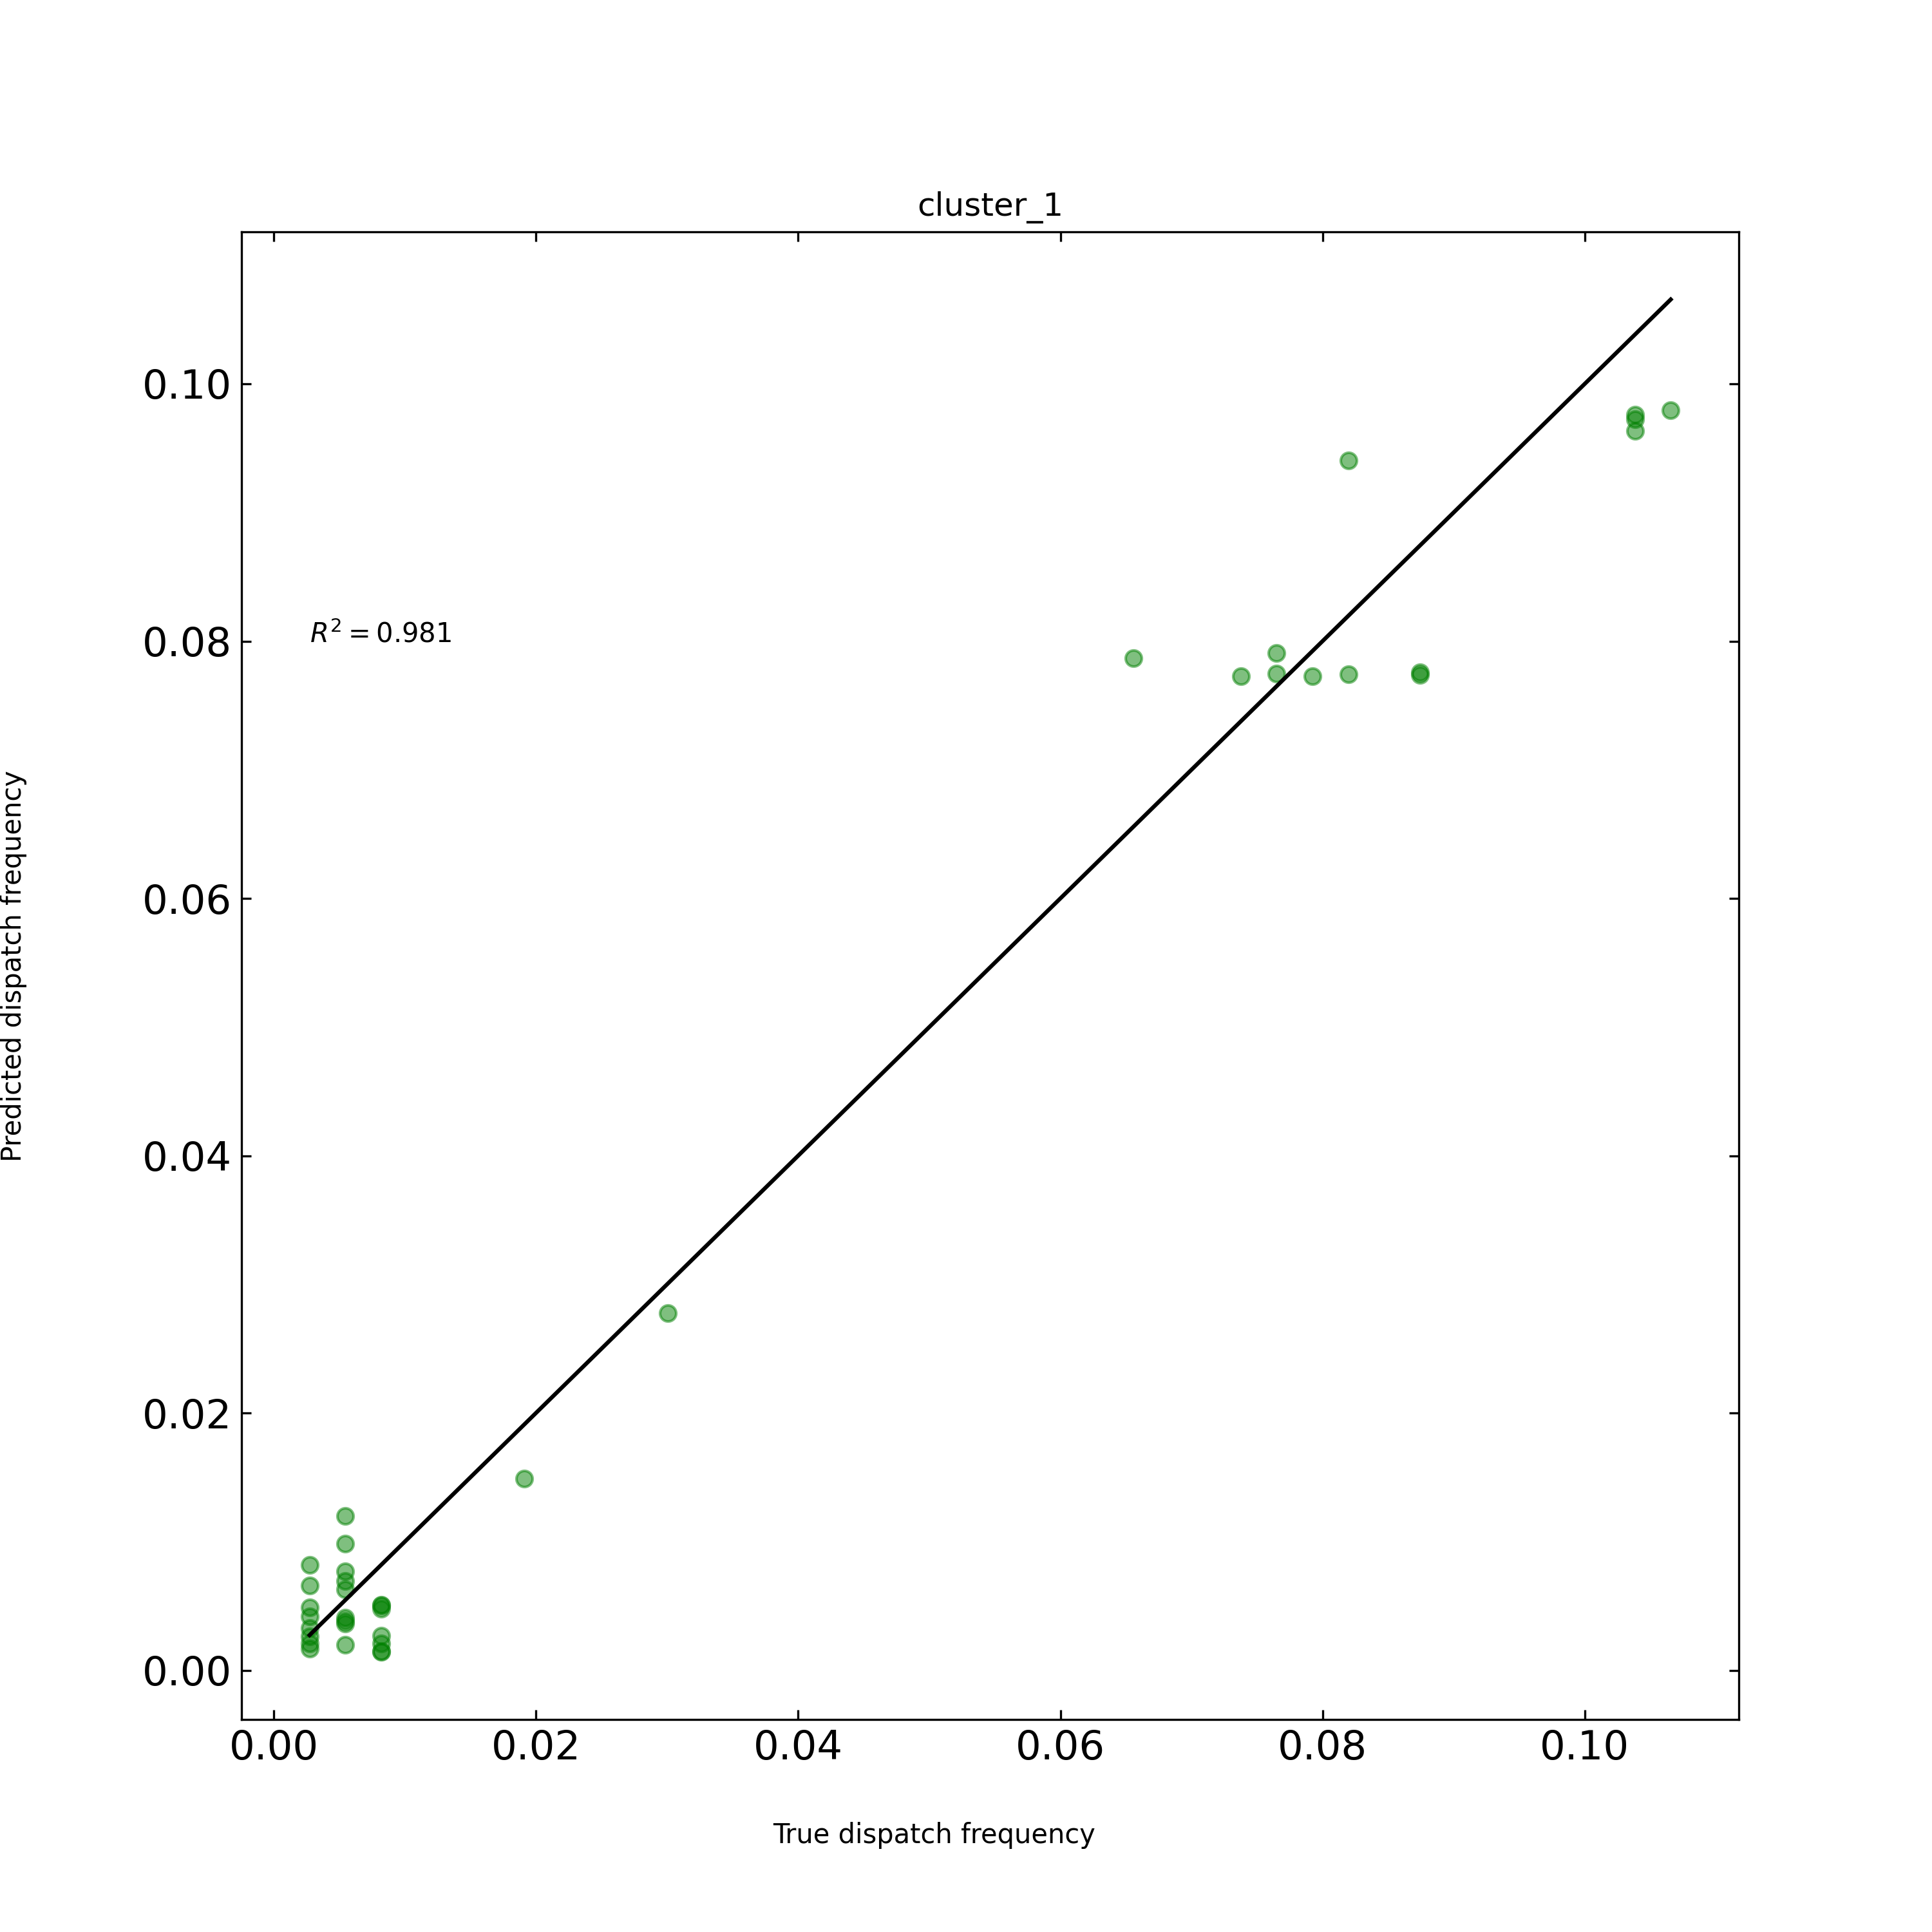 cluster_1
0.10
0.08
0.06
0.04
0.02
0.00
R² = 0.981
Predicted dispatch frequency
0.00 0.02 0.04 0.06 0.08 0.10
True dispatch frequency